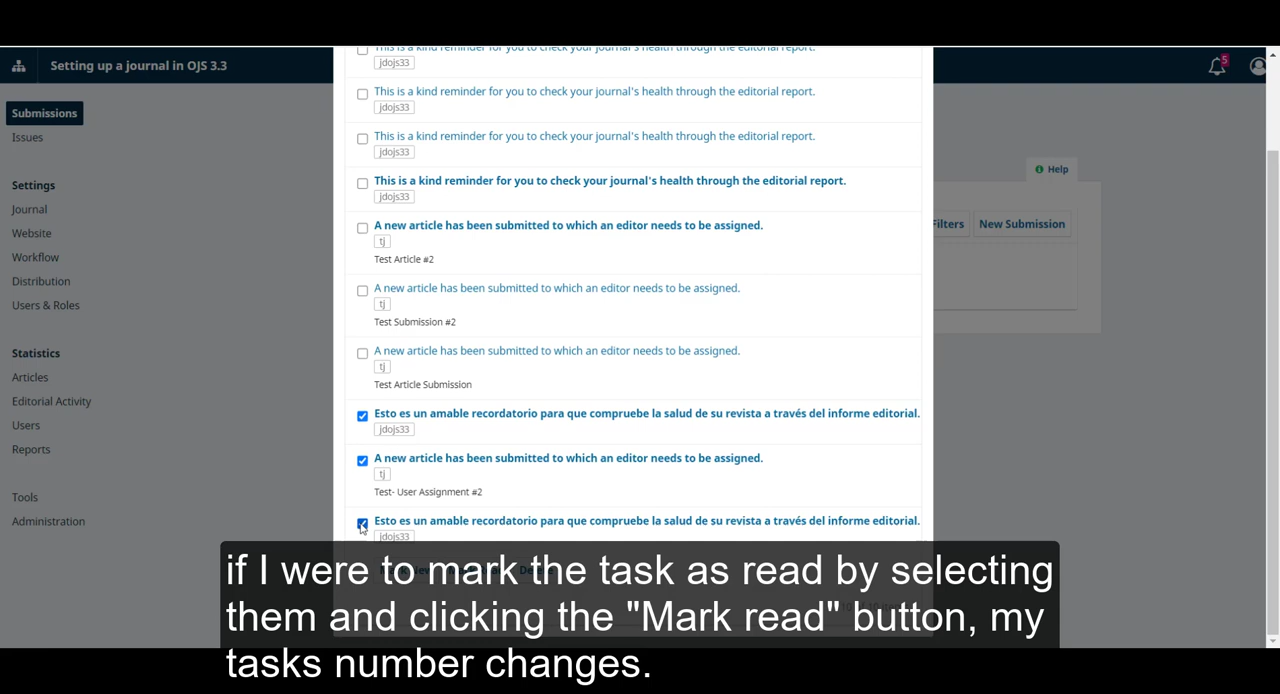 Setting up a journal in OJS 3.3
5
This is a kind reminder for you to check your journal's health through the editorial report.
jdojs33
This is a kind reminder for you to check your journal's health through the editorial report.
jdojs33
This is a kind reminder for you to check your journal's health through the editorial report.
jdojs33
This is a kind reminder for you to check your journal's health through the editorial report.
jdojs33
A new article has been submitted to which an editor needs to be assigned.
tj
Test Article #2
A new article has been submitted to which an editor needs to be assigned.
tj
Test Submission #2
A new article has been submitted to which an editor needs to be assigned.
tj
Test Article Submission
Esto es un amable recordatorio para que compruebe la salud de su revista a través del informe editorial.
jdojs33
A new article has been submitted to which an editor needs to be assigned.
tj
Test- User Assignment #2
Esto es un amable recordatorio para que compruebe la salud de su revista a través del informe editorial.
jdojs33
Submissions
Issues
Settings
Journal
Website
Workflow
Distribution
Users & Roles
Statistics
Articles
Editorial Activity
Users
Reports
Tools
Administration
Help
Filters
New Submission
if I were to mark the task as read by selecting
them and clicking the "Mark read" button, my
tasks number changes.